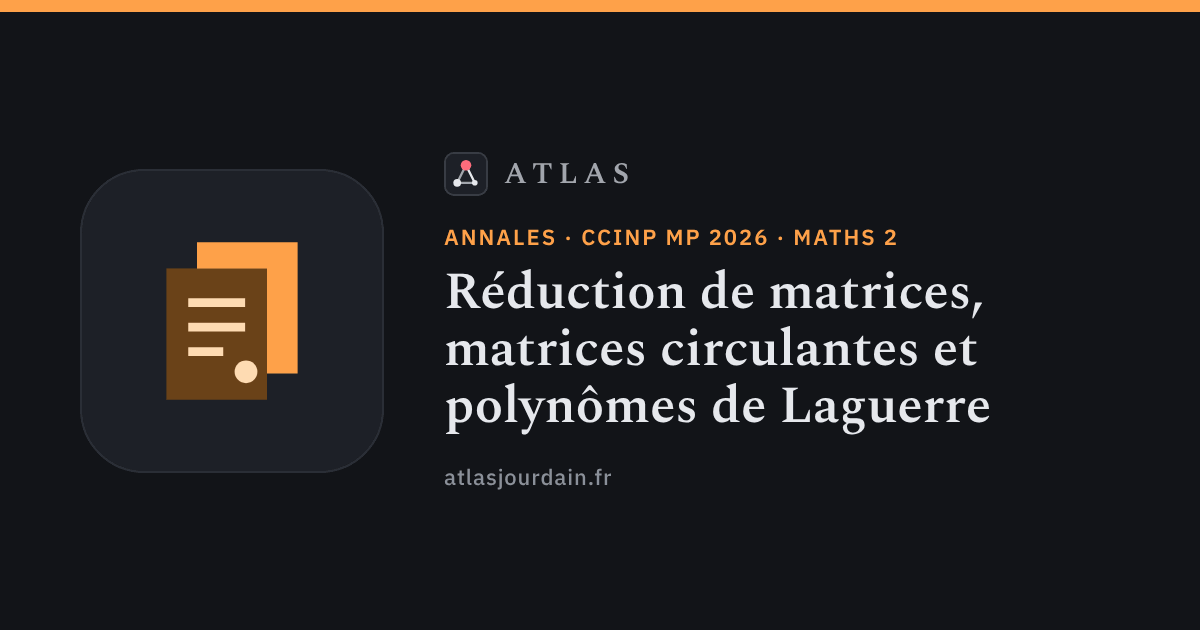 ATLAS
ANNALES · CCINP MP 2026 · MATHS 2
Réduction de matrices,
matrices circulantes et
polynômes de Laguerre
atlasjourdain.fr